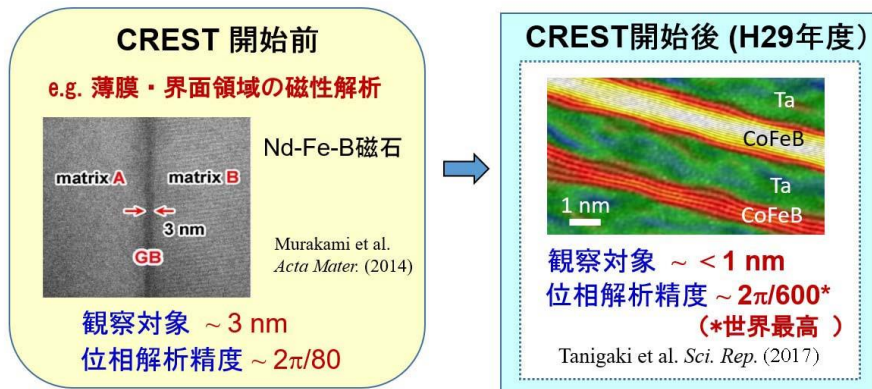 CREST 開始前
e.g. 薄膜・界面領域の磁性解析
matrix A
matrix B
3 nm
GB
Nd-Fe-B磁石
Murakami et al.
Acta Mater. (2014)
観察対象 ~ 3 nm
位相解析精度 ~ 2π/80
CREST開始後 (H29年度)
Ta
CoFeB
Ta
CoFeB
1 nm
観察対象 ~ < 1 nm
位相解析精度 ~ 2π/600*
(*世界最高 )
Tanigaki et al. Sci. Rep. (2017)